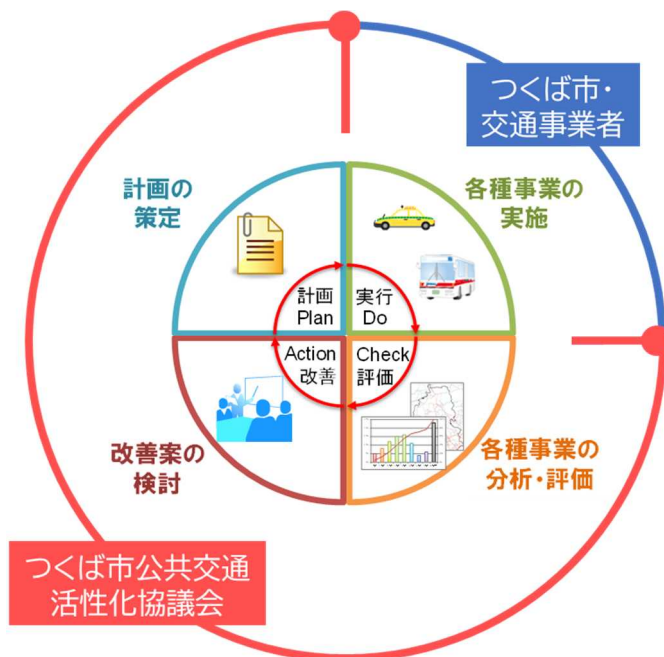 つくば市・
交通事業者
計画の
策定
各種事業の
実施
計画
Plan
実行
Do
Action
改善
Check
評価
改善案の
検討
各種事業の
分析・評価
つくば市公共交通
活性化協議会